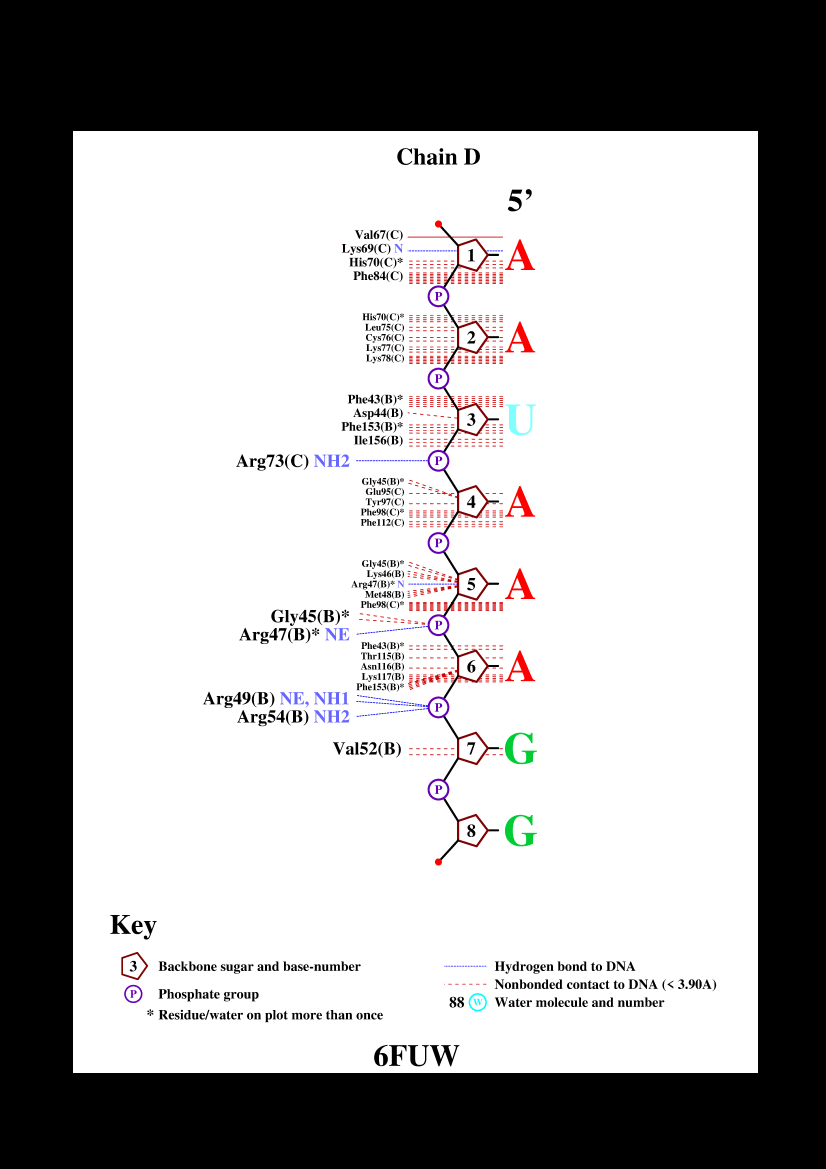 Chain D
5’
Val67(C)
Lys69(C) N
His70(C)*
Phe84(C)
1 A
P
His70(C)*
Leu75(C)
Cys76(C)
Lys77(C)
Lys78(C)
2 A
P
Phe43(B)*
Asp44(B)
Phe153(B)*
Ile156(B)
3 U
Arg73(C) NH2 P
Gly45(B)*
Glu95(C)
Tyr97(C)
Phe98(C)*
Phe112(C)
4 A
P
Gly45(B)*
Lys46(B)
Arg47(B)* N
Met48(B)
Phe98(C)*
5 A
Gly45(B)*
Arg47(B)* NE
P
Phe43(B)*
Thr115(B)
Asn116(B)
Lys117(B)
Phe153(B)*
6 A
Arg49(B) NE, NH1
Arg54(B) NH2
P
Val52(B) 7 G
P
8 G
Key
3 Backbone sugar and base-number
P Phosphate group
* Residue/water on plot more than once
Hydrogen bond to DNA
Nonbonded contact to DNA (< 3.90A)
88 W Water molecule and number
6FUW